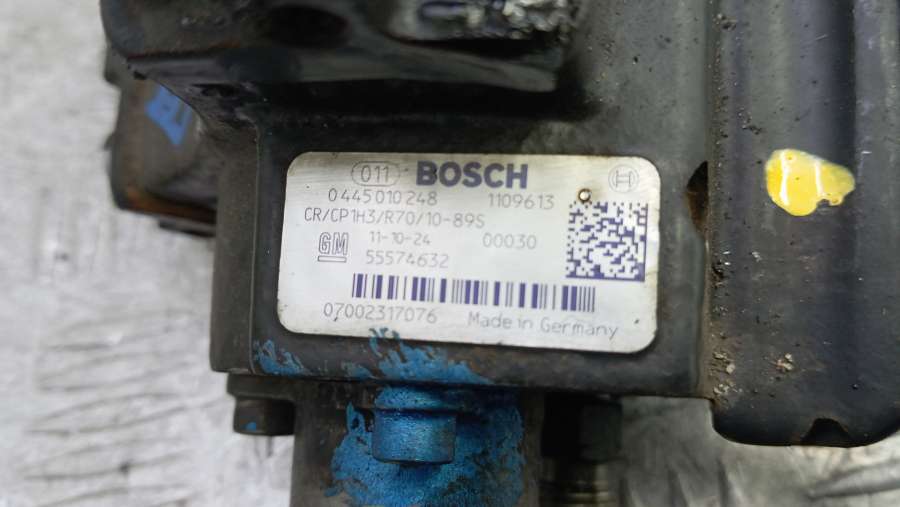 011 BOSCH
0445010248 1109613
CR/CP1H3/R70/10-89S
GM 11-10-24 00030
55574632
07002317076 Made in Germany